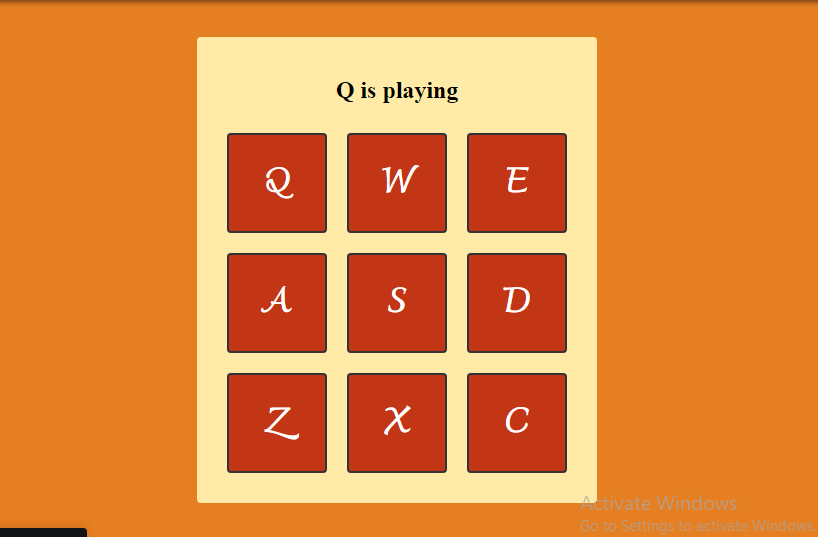 Q is playing
Q W E
A S D
Z X C
Activate Windows
Go to Settings to activate Windows.